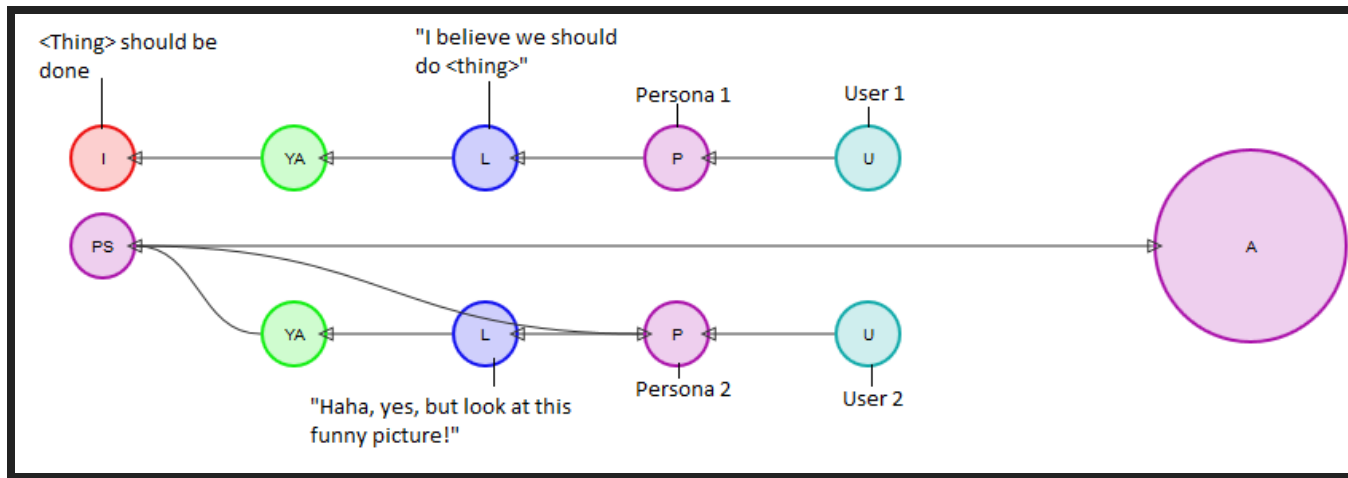 <Thing> should be
done
"I believe we should
do <thing>"
Persona 1
User 1
I
YA
L
P
U
PS
A
YA
L
P
U
"Haha, yes, but look at this
funny picture!"
Persona 2
User 2